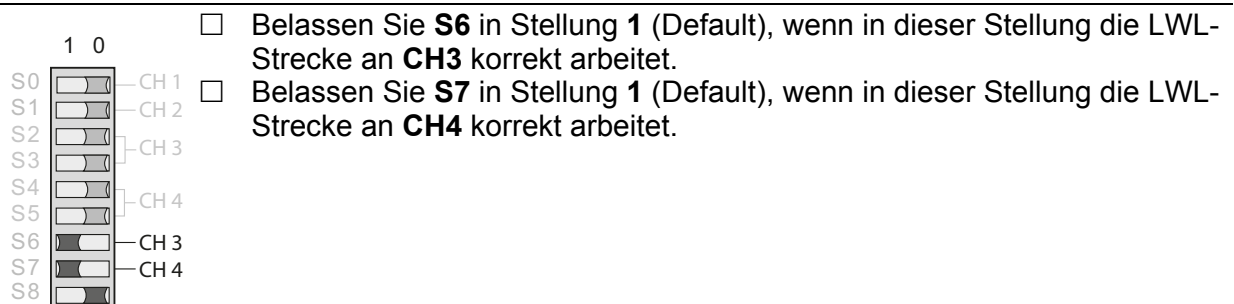 1 0
S0 CH 1
S1 CH 2
S2
CH 3
S3
S4
CH 4
S5
S6 CH 3
S7 CH 4
S8
☐ Belassen Sie S6 in Stellung 1 (Default), wenn in dieser Stellung die LWL-
Strecke an CH3 korrekt arbeitet.
☐ Belassen Sie S7 in Stellung 1 (Default), wenn in dieser Stellung die LWL-
Strecke an CH4 korrekt arbeitet.